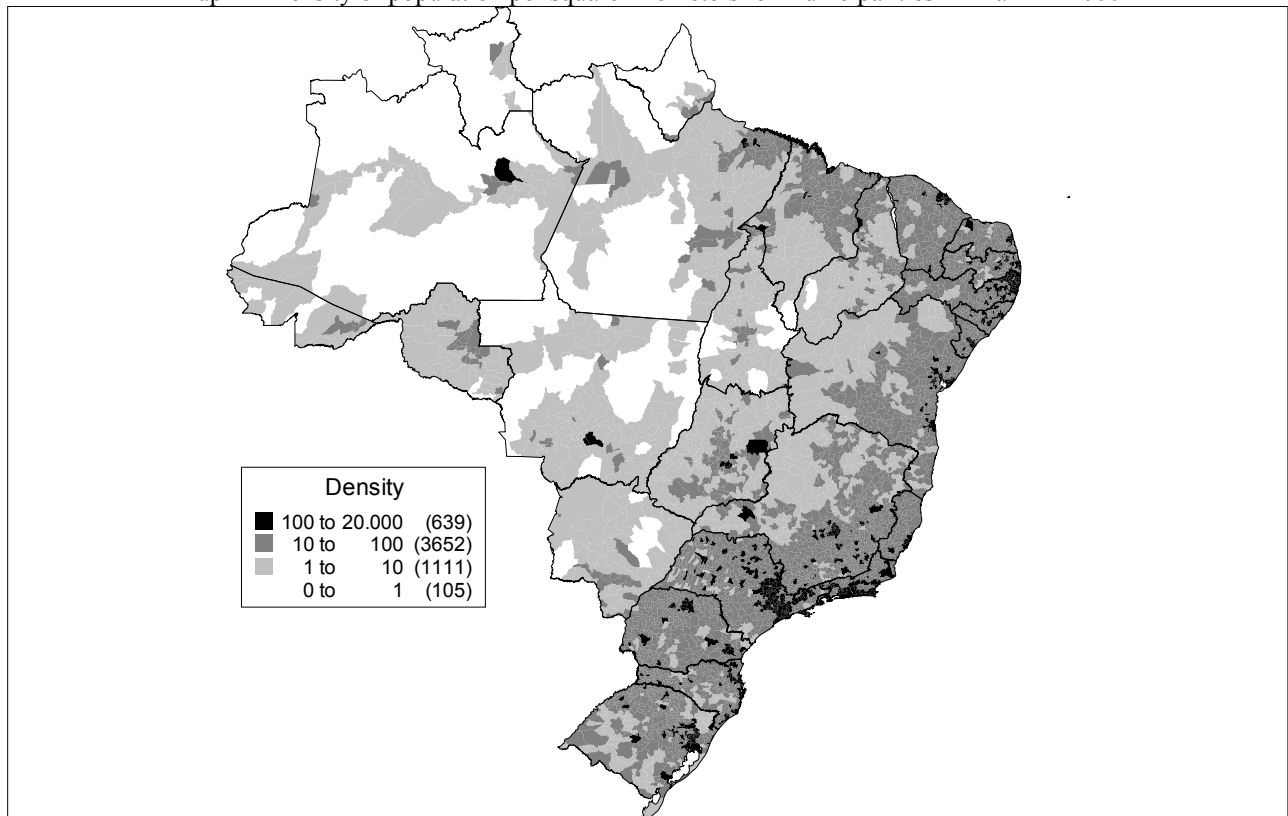 Density
100 to 20.000 (639)
10 to 100 (3652)
1 to 10 (1111)
0 to 1 (105)